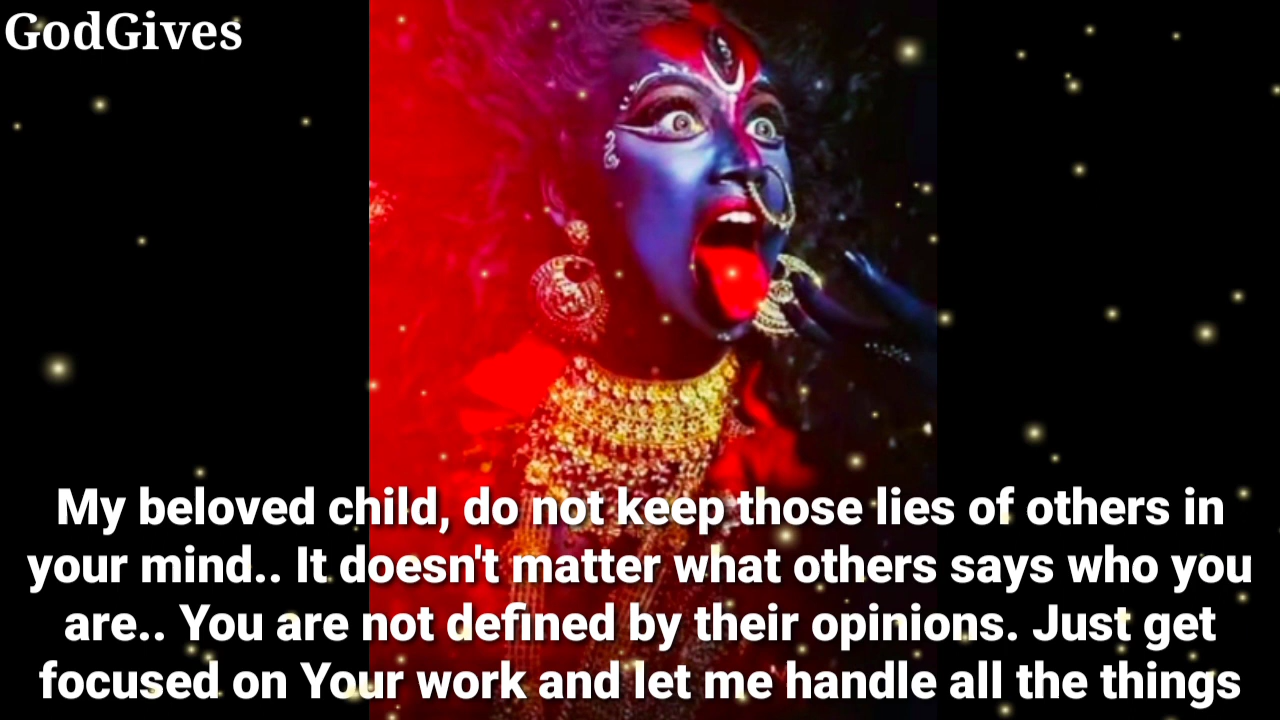 GodGives
My beloved child, do not keep those lies of others in
your mind.. It doesn't matter what others says who you
are.. You are not defined by their opinions. Just get
focused on Your work and let me handle all the things